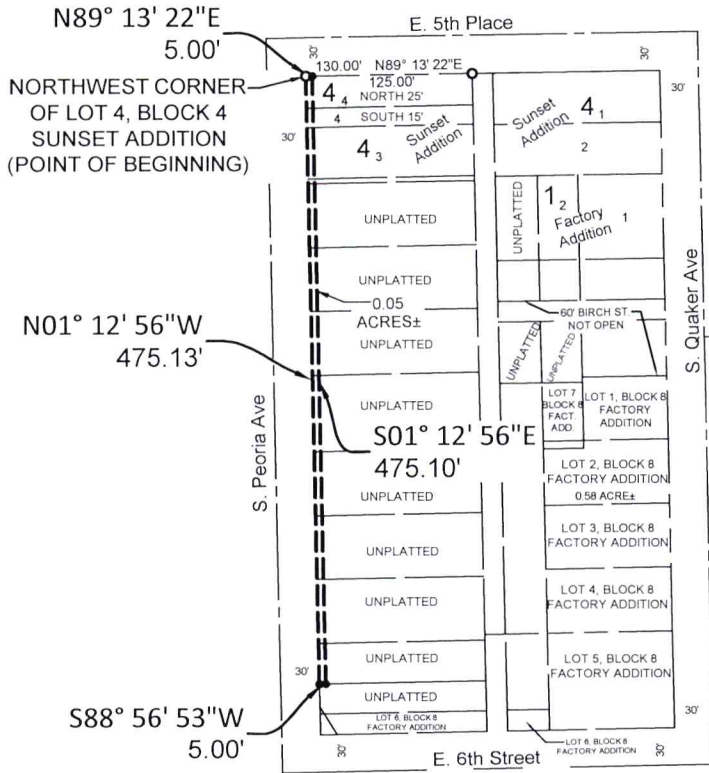 E. 5th Place
N89° 13' 22"E
5.00'
NORTHWEST CORNER
OF LOT 4, BLOCK 4
SUNSET ADDITION
(POINT OF BEGINNING)
30'
130.00' N89° 13' 22"E
125.00'
30'
30'
4 4 NORTH 25'
4 SOUTH 15'
30'
4 3
Sunset
Addition
Sunset
Addition
4 1
2
UNPLATTED
UNPLATTED
1 2
Factory
Addition
1
UNPLATTED
0.05
ACRES±
60' BIRCH ST.
NOT OPEN
N01° 12' 56"W
475.13'
UNPLATTED
UNPLATTED
UNPLATTED
S. Quaker Ave
S. Peoria Ave
UNPLATTED
LOT 7
BLOCK 8
FACT.
ADD.
LOT 1, BLOCK 8
FACTORY
ADDITION
S01° 12' 56"E
475.10'
LOT 2, BLOCK 8
FACTORY ADDITION
0.58 ACRE±
UNPLATTED
LOT 3, BLOCK 8
FACTORY ADDITION
UNPLATTED
UNPLATTED
LOT 4, BLOCK 8
FACTORY ADDITION
UNPLATTED
LOT 5, BLOCK 8
FACTORY ADDITION
30'
UNPLATTED
S88° 56' 53"W
5.00'
LOT 6, BLOCK 8
FACTORY ADDITION
30'
30'
E. 6th Street
LOT 6, BLOCK 8
FACTORY ADDITION
30'